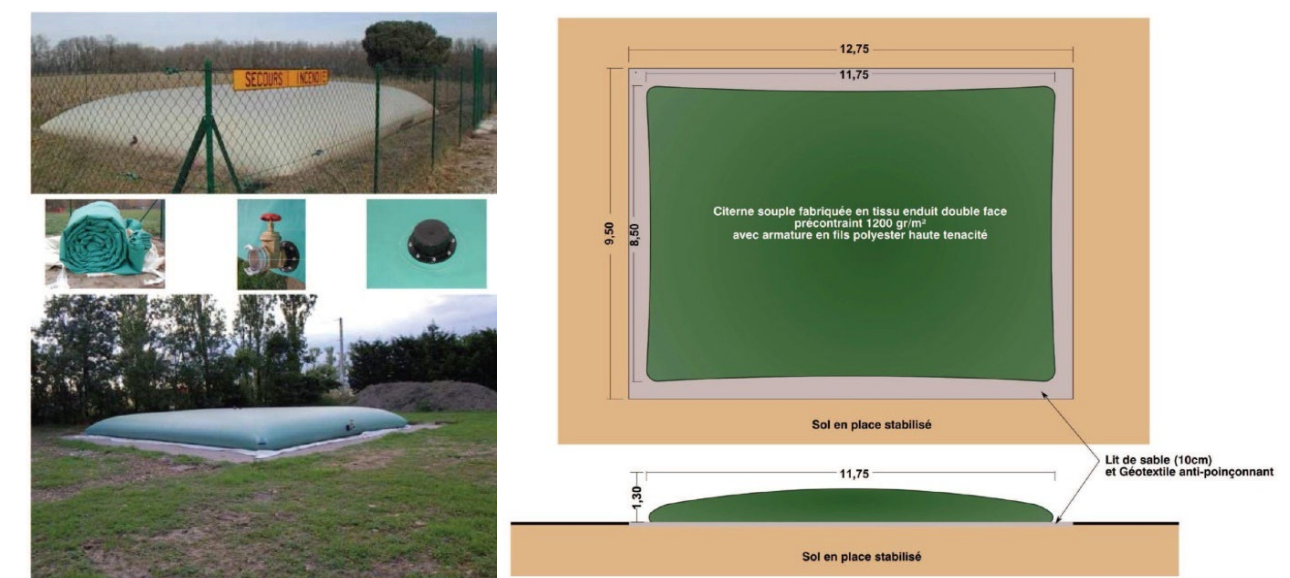 SECOURS INCENDIE
12,75
11,75
9,50
8,50
Citerne souple fabriquée en tissu enduit double face
précontraint 1200 gr/m²
avec armature en fils polyester haute tenacité
Sol en place stabilisé
Lit de sable (10cm)
et Géotextile anti-poinçonnant
11,75
1,30
Sol en place stabilisé